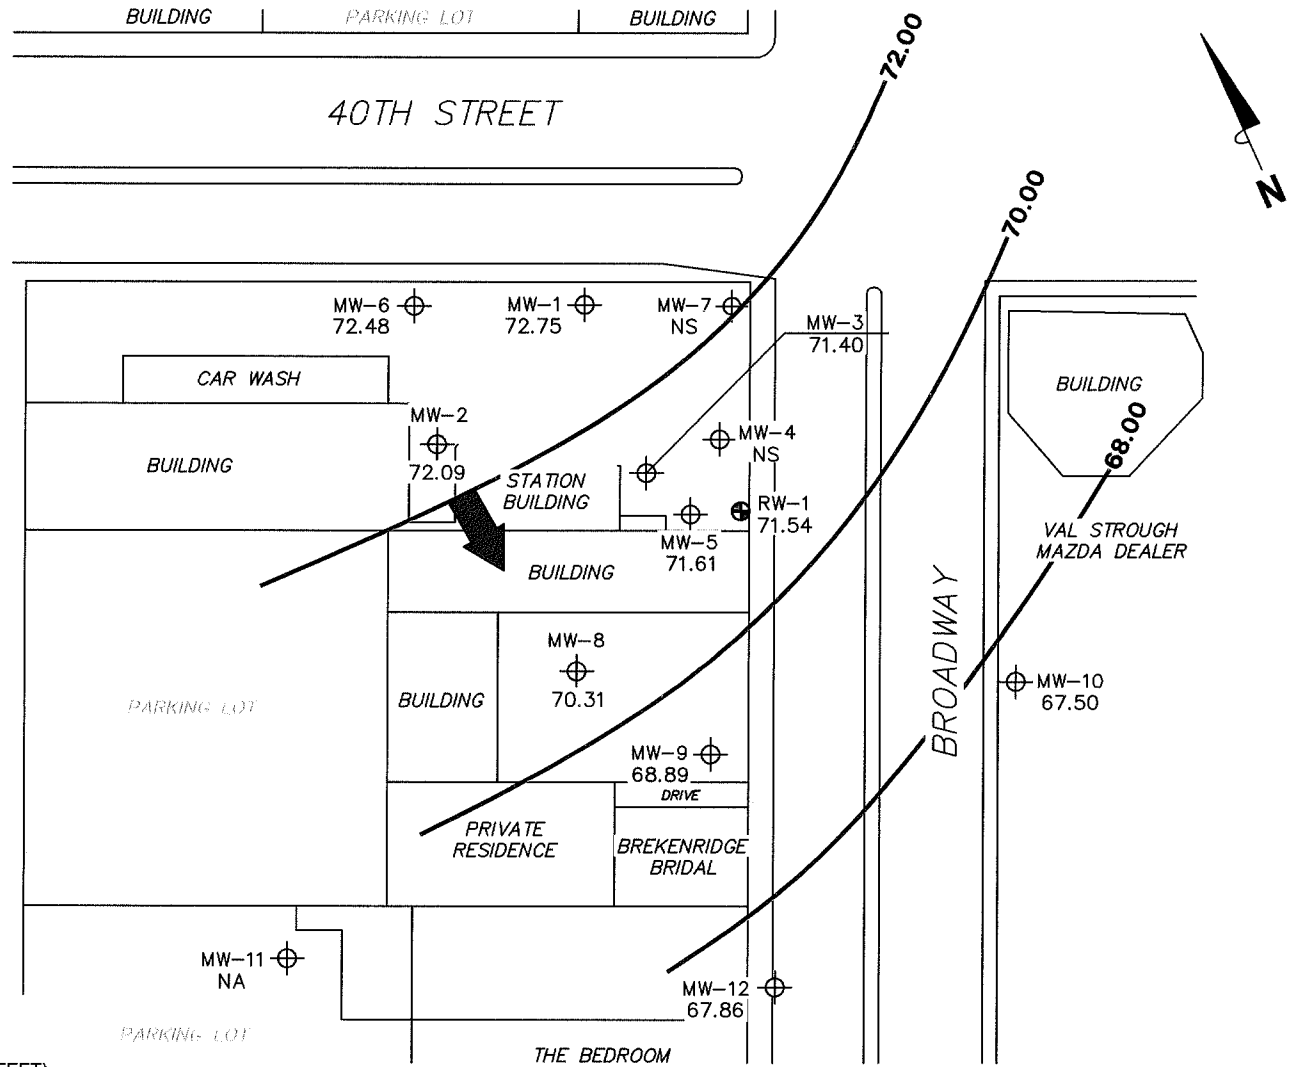 BUILDING
PARKING LOT
BUILDING
72.00
40TH STREET
N
70.00
MW-6
72.48
MW-1
72.75
MW-7
NS
MW-3
71.40
CAR WASH
BUILDING
MW-2
72.09
MW-4
NS
68.00
BUILDING
STATION
BUILDING
RW-1
71.54
MW-5
71.61
VAL STROUGH
MAZDA DEALER
BUILDING
BROADWAY
MW-8
70.31
BUILDING
PARKING LOT
MW-10
67.50
MW-9
68.89
DRIVE
PRIVATE
RESIDENCE
BREKENRIDGE
BRIDAL
MW-11
NA
MW-12
67.86
PARKING LOT
THE BEDROOM